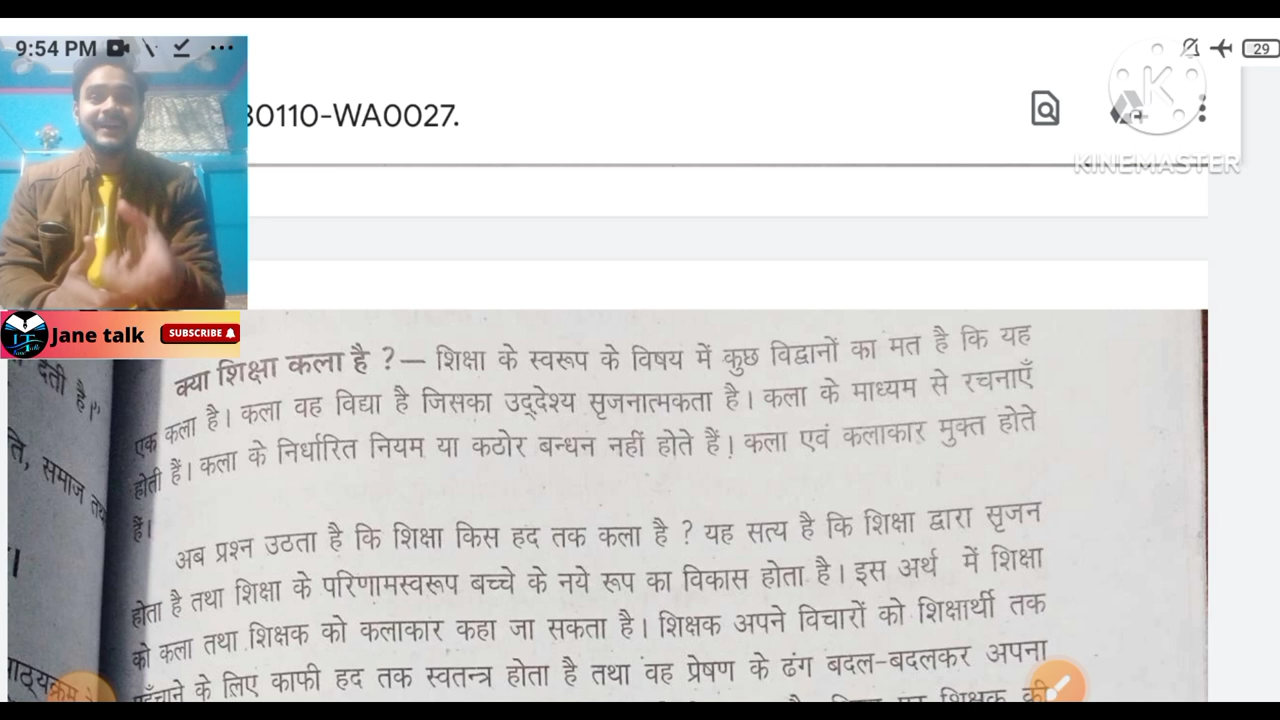 9:54 PM
29
30110-WA0027.
K
KINEMASTER
Jane talk
SUBSCRIBE
देती है।"
समाज
क्या शिक्षा कला है ?— शिक्षा के स्वरूप के विषय में कुछ विद्वानों का मत है कि यह
एक कला है। कला वह विद्या है जिसका उद्देश्य सृजनात्मकता है। कला के माध्यम से रचनाएँ
होती हैं। कला के निर्धारित नियम या कठोर बन्धन नहीं होते हैं। कला एवं कलाकार मुक्त होते
हैं।
अब प्रश्न उठता है कि शिक्षा किस हद तक कला है ? यह सत्य है कि शिक्षा द्वारा सृजन
होता है तथा शिक्षा के परिणामस्वरूप बच्चे के नये रूप का विकास होता है। इस अर्थ में शिक्षा
को कला तथा शिक्षक को कलाकार कहा जा सकता है। शिक्षक अपने विचारों को शिक्षार्थी तक
पहुँचाने के लिए काफी हद तक स्वतन्त्र होता है तथा वह प्रेषण के ढंग बदल-बदलकर अपना
शिक्षक की